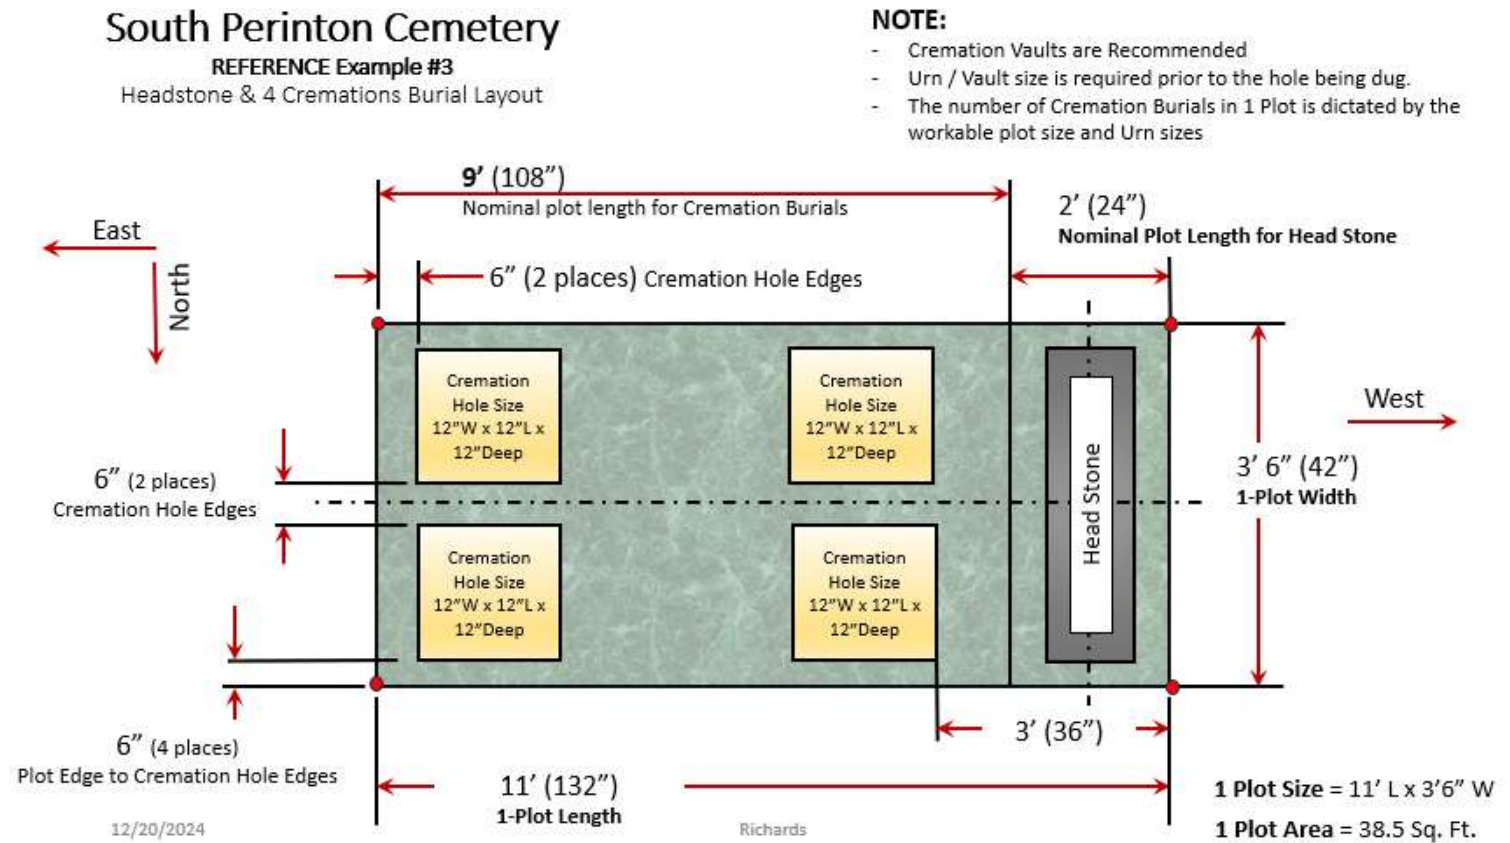 South Perinton Cemetery
REFERENCE Example #3
Headstone & 4 Cremations Burial Layout
NOTE:
- Cremation Vaults are Recommended
- Urn / Vault size is required prior to the hole being dug.
- The number of Cremation Burials in 1 Plot is dictated by the
workable plot size and Urn sizes
9’ (108”)
Nominal plot length for Cremation Burials
2’ (24”)
Nominal Plot Length for Head Stone
East
North
6” (2 places) Cremation Hole Edges
Cremation
Hole Size
12”W x 12”L x
12”Deep
Cremation
Hole Size
12”W x 12”L x
12”Deep
West
3’ 6” (42”)
1-Plot Width
Head Stone
6” (2 places)
Cremation Hole Edges
Cremation
Hole Size
12”W x 12”L x
12”Deep
Cremation
Hole Size
12”W x 12”L x
12”Deep
3’ (36”)
6” (4 places)
Plot Edge to Cremation Hole Edges
11’ (132”)
1-Plot Length
1 Plot Size = 11’ L x 3’6” W
1 Plot Area = 38.5 Sq. Ft.
12/20/2024
Richards